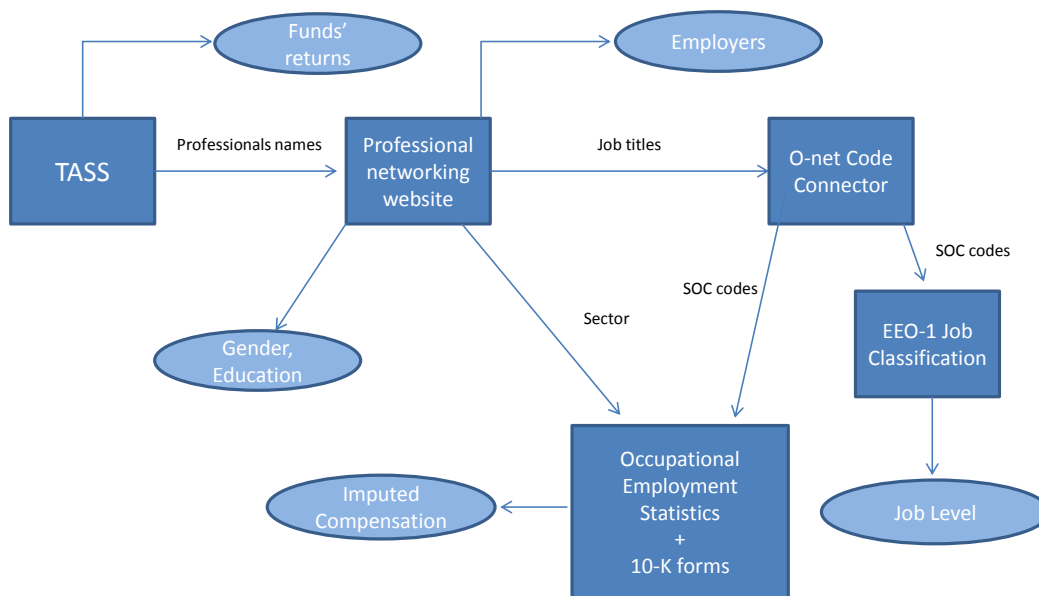 Funds'
returns
Employers
TASS
Professionals names
Professional
networking
website
Job titles
O-net Code
Connector
SOC codes
SOC codes
Sector
EEO-1 Job
Classification
Gender,
Education
Occupational
Employment
Statistics
+
10-K forms
Imputed
Compensation
Job Level